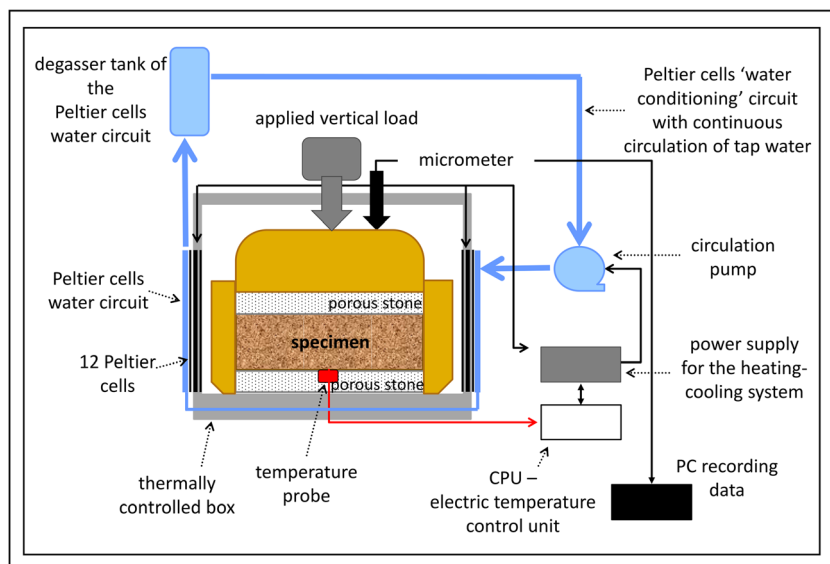 degasser tank of
the
Peltier cells
water circuit
applied vertical load
micrometer
Peltier cells ‘water
conditioning’ circuit
with continuous
circulation of tap water
circulation
pump
Peltier cells
water circuit
12 Peltier
cells
porous stone
specimen
porous stone
power supply
for the heating-
cooling system
thermally
controlled box
temperature
probe
CPU –
electric temperature
control unit
PC recording
data